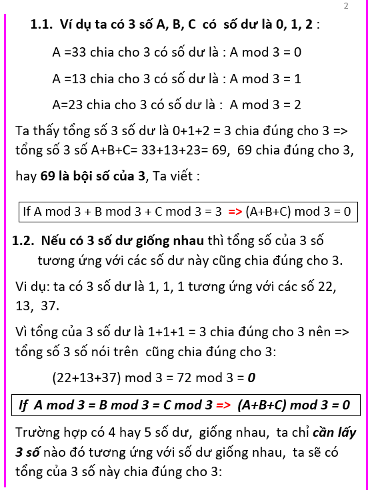 2
1.1. Ví dụ ta có 3 số A, B, C có số dư là 0, 1, 2 :
A =33 chia cho 3 có số dư là : A mod 3 = 0
A =13 chia cho 3 có số dư là : A mod 3 = 1
A=23 chia cho 3 có số dư là : A mod 3 = 2
Ta thấy tổng số 3 số dư là 0+1+2 = 3 chia đúng cho 3 =>
tổng số 3 số A+B+C= 33+13+23= 69, 69 chia đúng cho 3,
hay 69 là bội số của 3, Ta viết :
If A mod 3 + B mod 3 + C mod 3 = 3 => (A+B+C) mod 3 = 0
1.2. Nếu có 3 số dư giống nhau thì tổng số của 3 số
tương ứng với các số dư này cũng chia đúng cho 3.
Vi dụ: ta có 3 số dư là 1, 1, 1 tương ứng với các số 22,
13, 37.
Vì tổng của 3 số dư là 1+1+1 = 3 chia đúng cho 3 nên =>
tổng số 3 số nói trên cũng chia đúng cho 3:
(22+13+37) mod 3 = 72 mod 3 = 0
If A mod 3 = B mod 3 = C mod 3 => (A+B+C) mod 3 = 0
Trường hợp có 4 hay 5 số dư, giống nhau, ta chỉ cần lấy
3 số nào đó tương ứng với số dư giống nhau, ta sẽ có
tổng của 3 số này chia đúng cho 3: